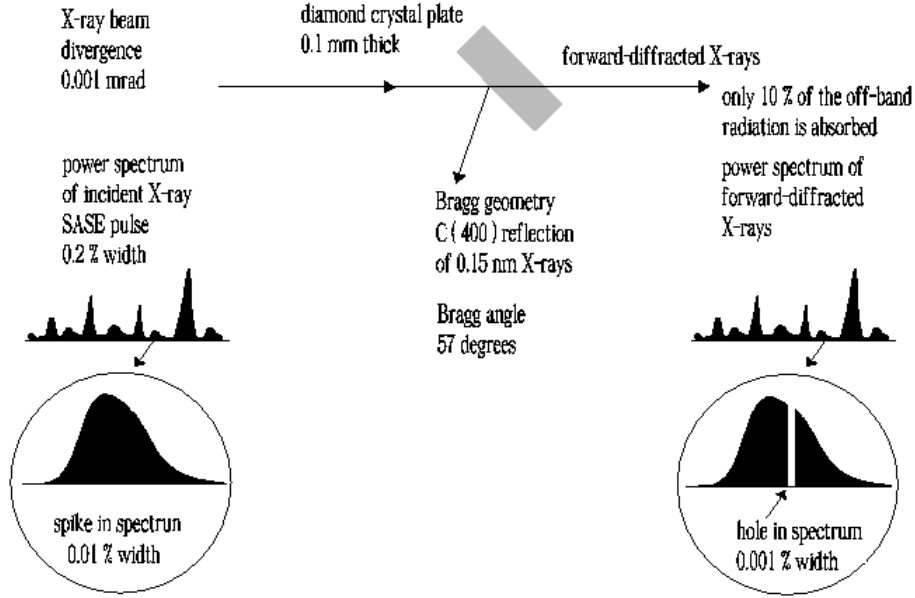 X-ray beam
divergence
0.001 mrad
diamond crystal plate
0.1 mm thick
forward-diffracted X-rays
only 10 % of the off-band
radiation is absorbed
power spectrum
of incident X-ray
SASE pulse
0.2 % width
Bragg geometry
C ( 400 ) reflection
of 0.15 nm X-rays
Bragg angle
57 degrees
power spectrum of
forward-diffracted
X-rays
spike in spectrun
0.01 % width
hole in spectrum
0.001 % width